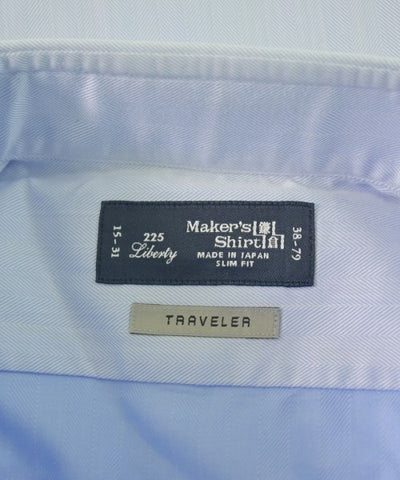 15-31
225
Liberty
Maker's 鎌
Shirt 倉
MADE IN JAPAN
SLIM FIT
38-79
TRAVELER